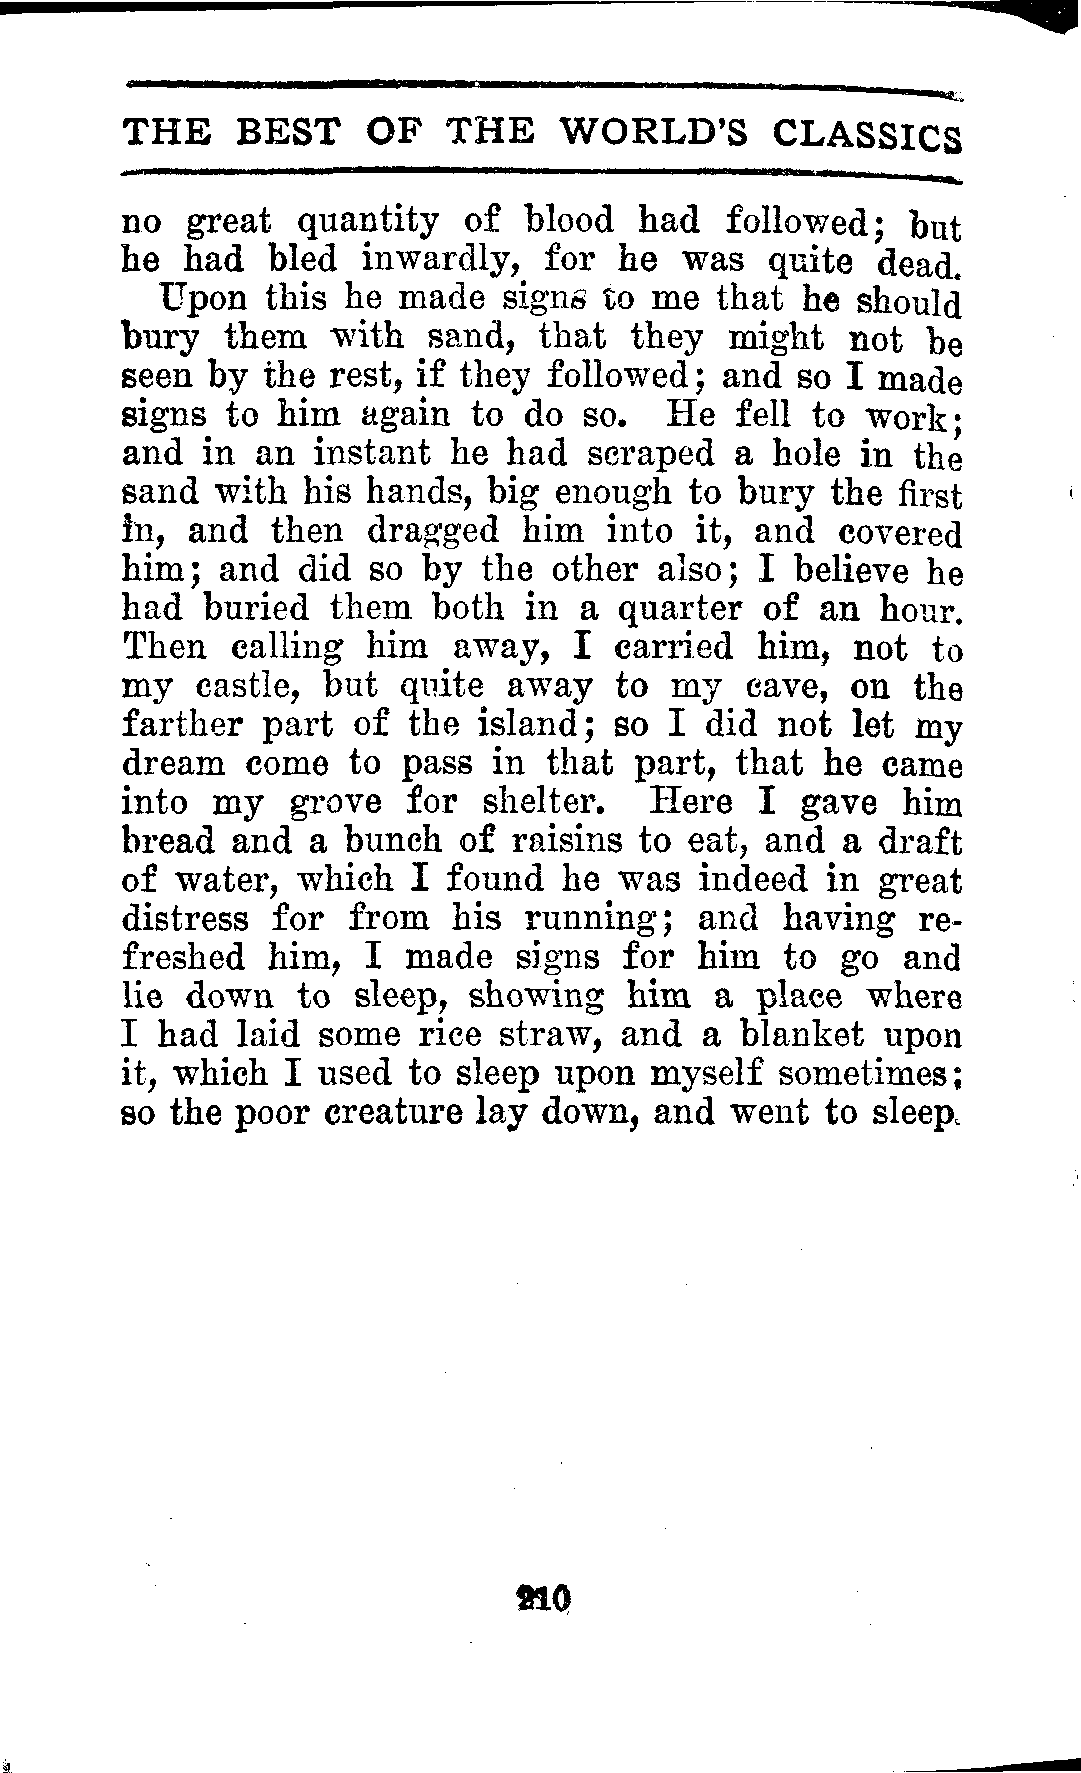 THE BEST OF THE WORLD'S CLASSICS
no great quantity of blood had followed; but
he had bled inwardly, for he was quite dead.
Upon this he made signs to me that he should
bury them with sand, that they might not be
seen by the rest, if they followed; and so I made
signs to him again to do so. He fell to work;
and in an instant he had scraped a hole in the
sand with his hands, big enough to bury the first
in, and then dragged him into it, and covered
him; and did so by the other also; I believe he
had buried them both in a quarter of an hour.
Then calling him away, I carried him, not to
my castle, but quite away to my cave, on the
farther part of the island; so I did not let my
dream come to pass in that part, that he came
into my grove for shelter. Here I gave him
bread and a bunch of raisins to eat, and a draft
of water, which I found he was indeed in great
distress for from his running; and having re-
freshed him, I made signs for him to go and
lie down to sleep, showing him a place where
I had laid some rice straw, and a blanket upon
it, which I used to sleep upon myself sometimes;
so the poor creature lay down, and went to sleep.
210